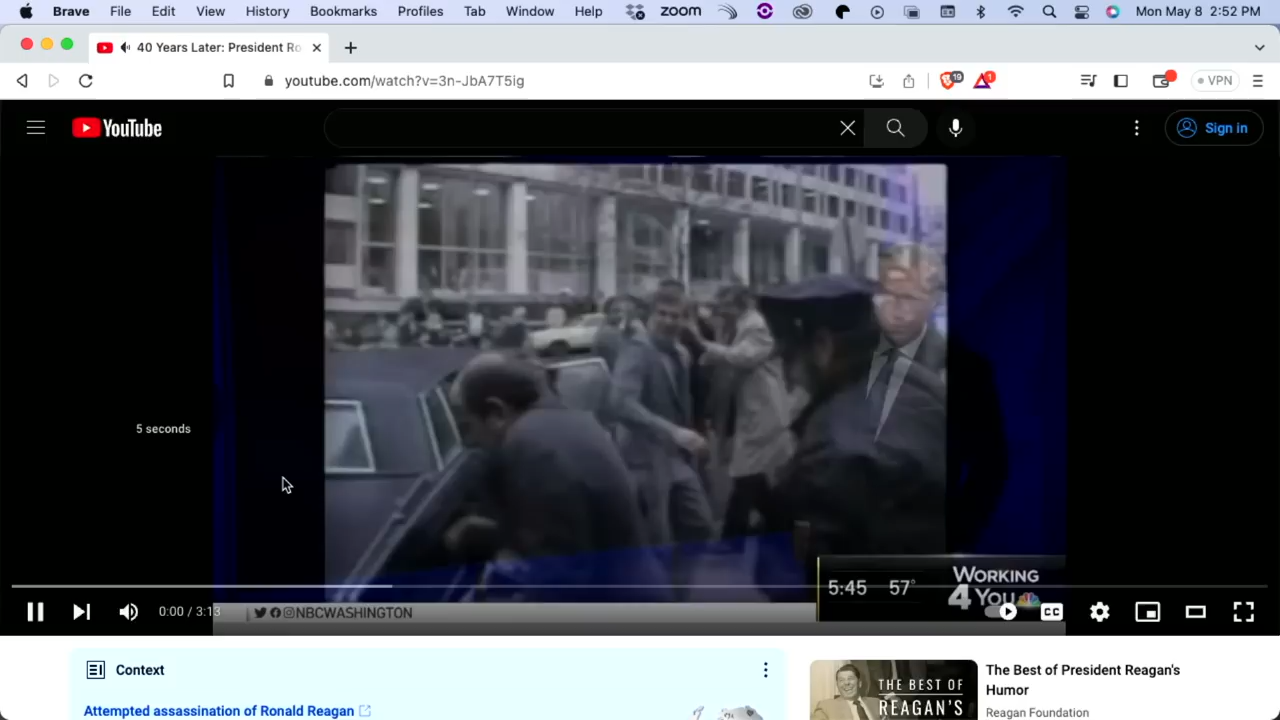 Brave File Edit View History Bookmarks Profiles Tab Window Help zoom Mon May 8 2:52 PM
40 Years Later: President Ro
youtube.com/watch?v=3n-JbA7T5ig 19 1 VPN
YouTube Sign in
5 seconds
5:45 57° WORKING
4 YOU
0:00 / 3:13 CC
@NBCWASHINGTON
Context
Attempted assassination of Ronald Reagan
THE BEST OF
REAGAN'S
The Best of President Reagan's
Humor
Reagan Foundation